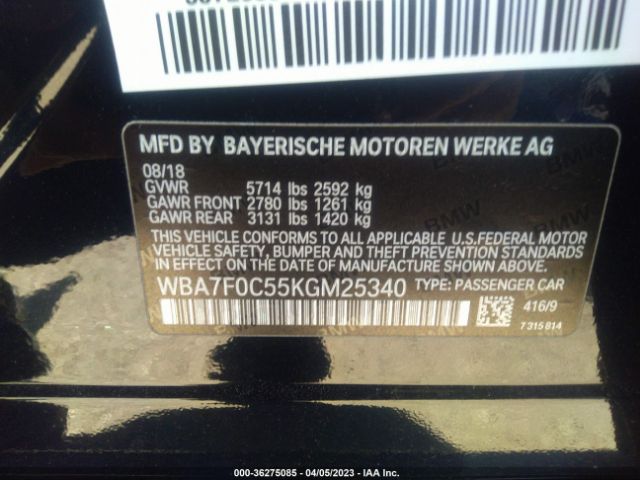 MFD BY BAYERISCHE MOTOREN WERKE AG
08/18
GVWR 5714 lbs 2592 kg
GAWR FRONT 2780 lbs 1261 kg
GAWR REAR 3131 lbs 1420 kg
THIS VEHICLE CONFORMS TO ALL APPLICABLE U.S.FEDERAL MOTOR
VEHICLE SAFETY, BUMPER AND THEFT PREVENTION STANDARDS
IN EFFECT ON THE DATE OF MANUFACTURE SHOWN ABOVE.
WBA7F0C55KGM25340 TYPE: PASSENGER CAR
416/9
7315814
000-36275085 - 04/05/2023 - IAA Inc.